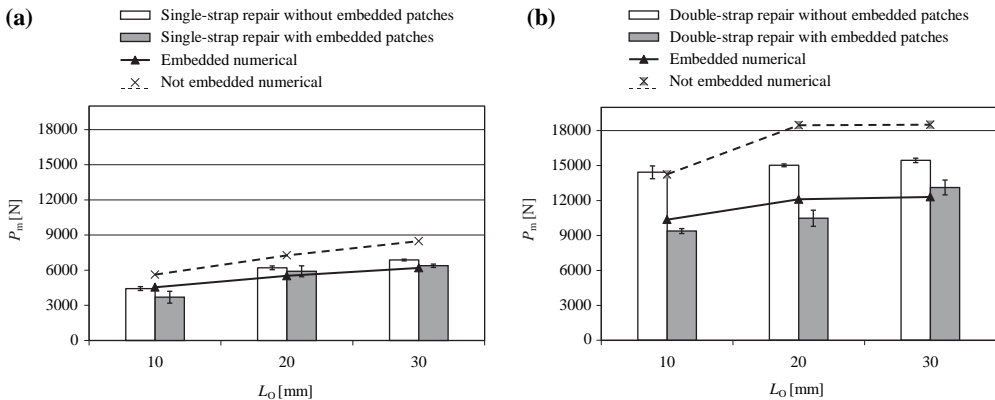 (a)
Single-strap repair without embedded patches
Single-strap repair with embedded patches
Embedded numerical
Not embedded numerical
18000
15000
12000
9000
6000
3000
0
Pm [N]
10 20 30
LO [mm]
(b)
Double-strap repair without embedded patches
Double-strap repair with embedded patches
Embedded numerical
Not embedded numerical
18000
15000
12000
9000
6000
3000
0
Pm [N]
10 20 30
LO [mm]